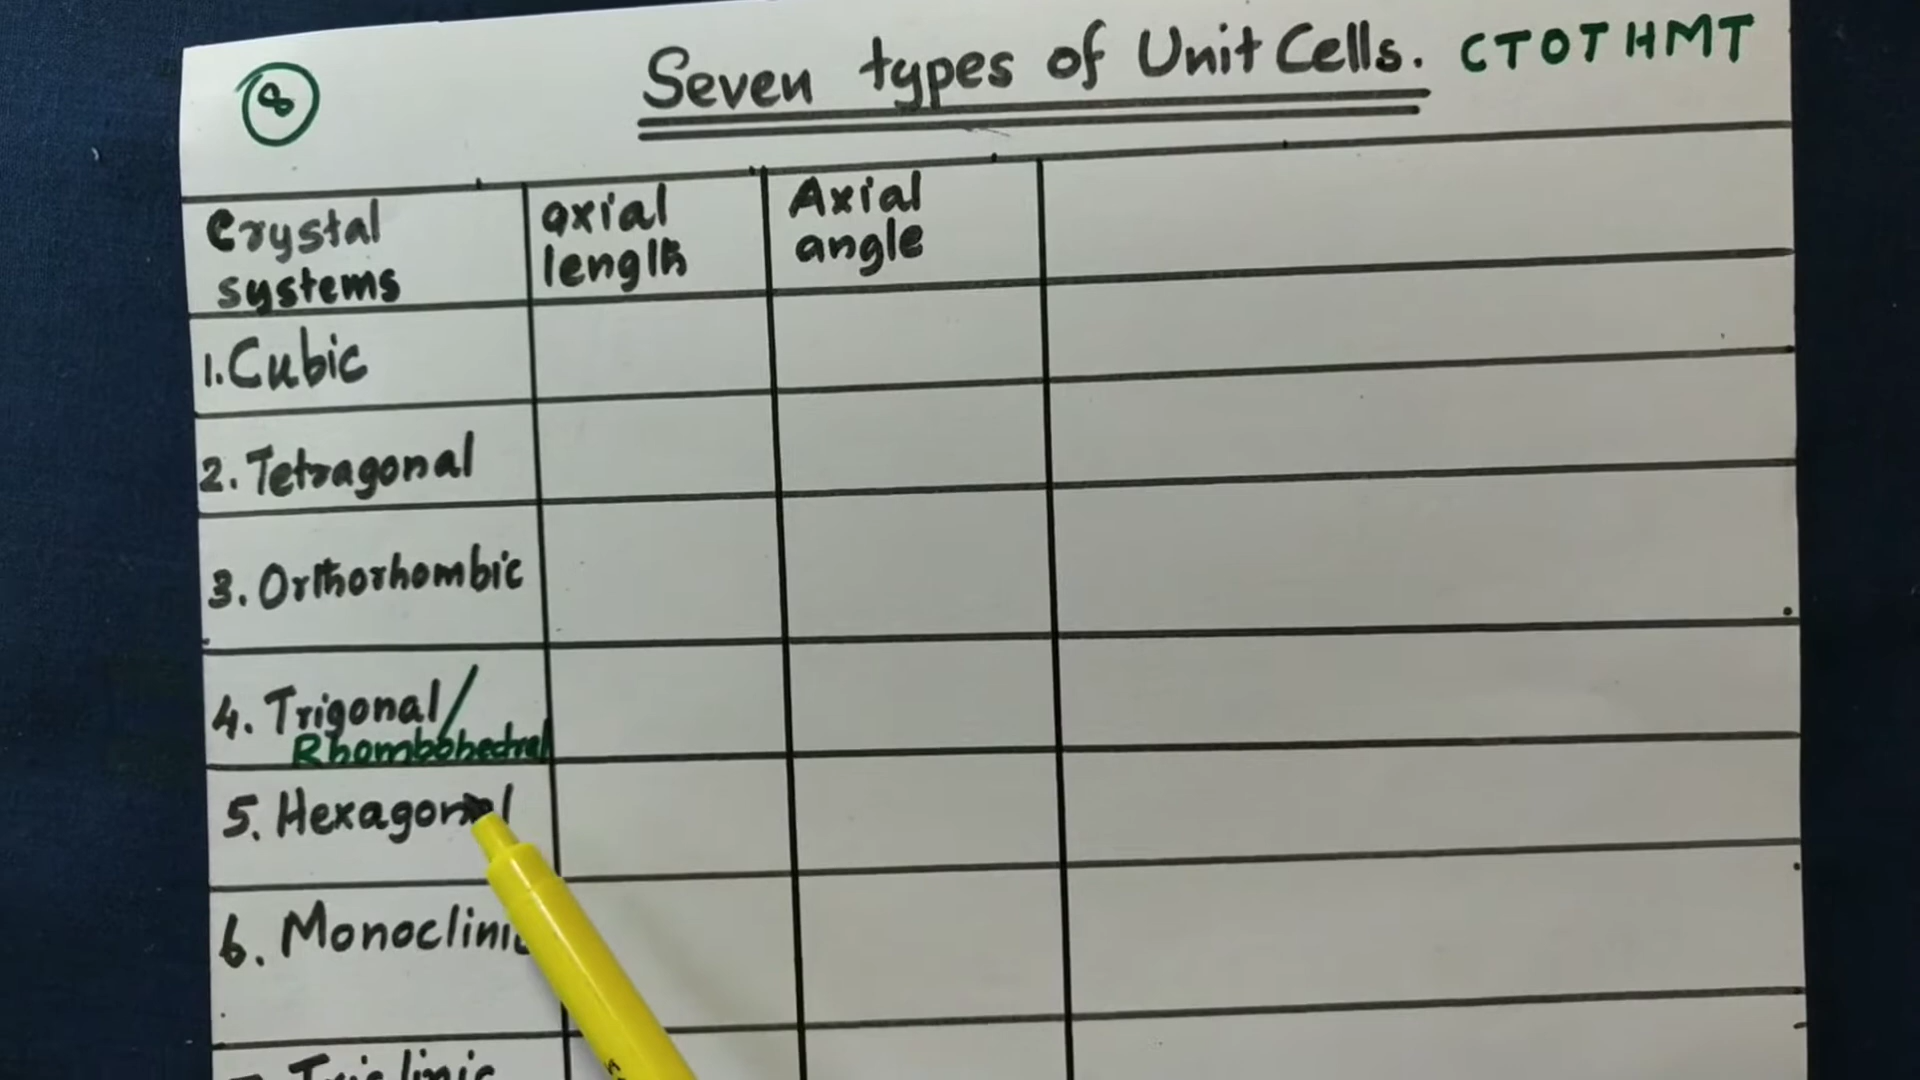 8
Seven types of Unit Cells. CTOTHMT
Crystal systems
axial length
Axial angle
1. Cubic
2. Tetragonal
3. Orthorhombic
4. Trigonal/
Rhombohedral
5. Hexagonal
6. Monoclinic
Triclinic